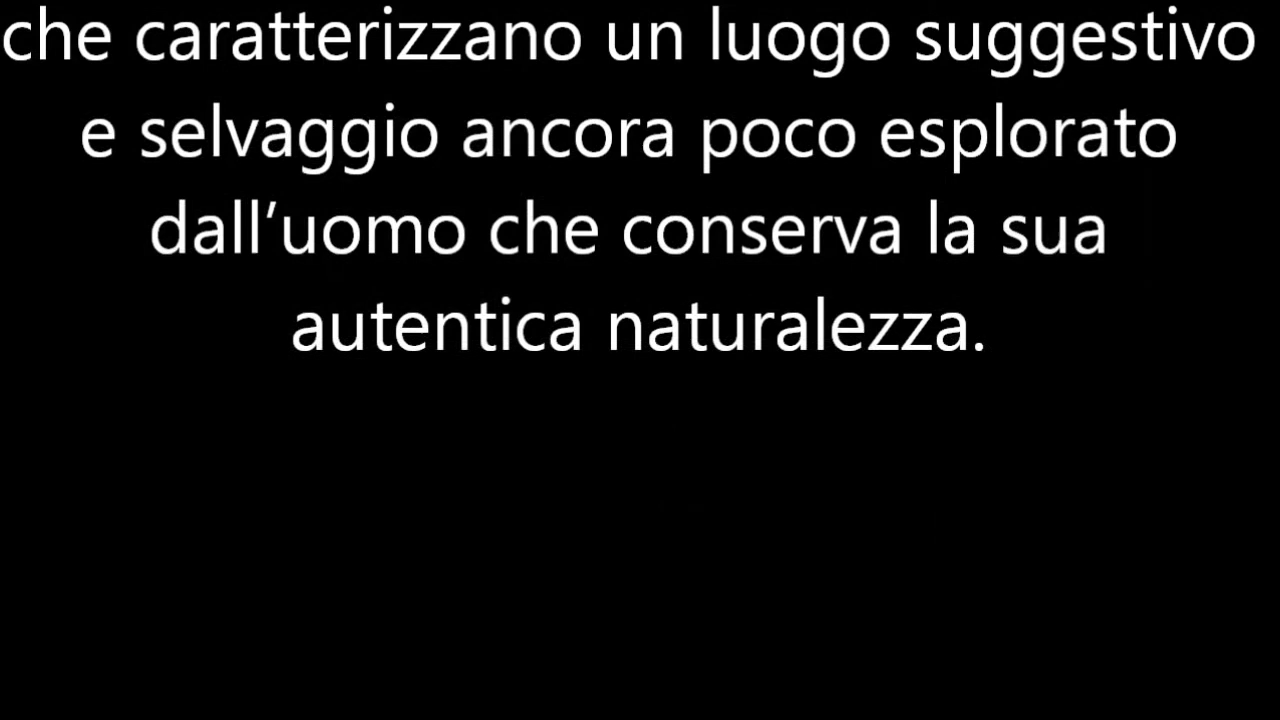 che caratterizzano un luogo suggestivo
e selvaggio ancora poco esplorato
dall’uomo che conserva la sua
autentica naturalezza.